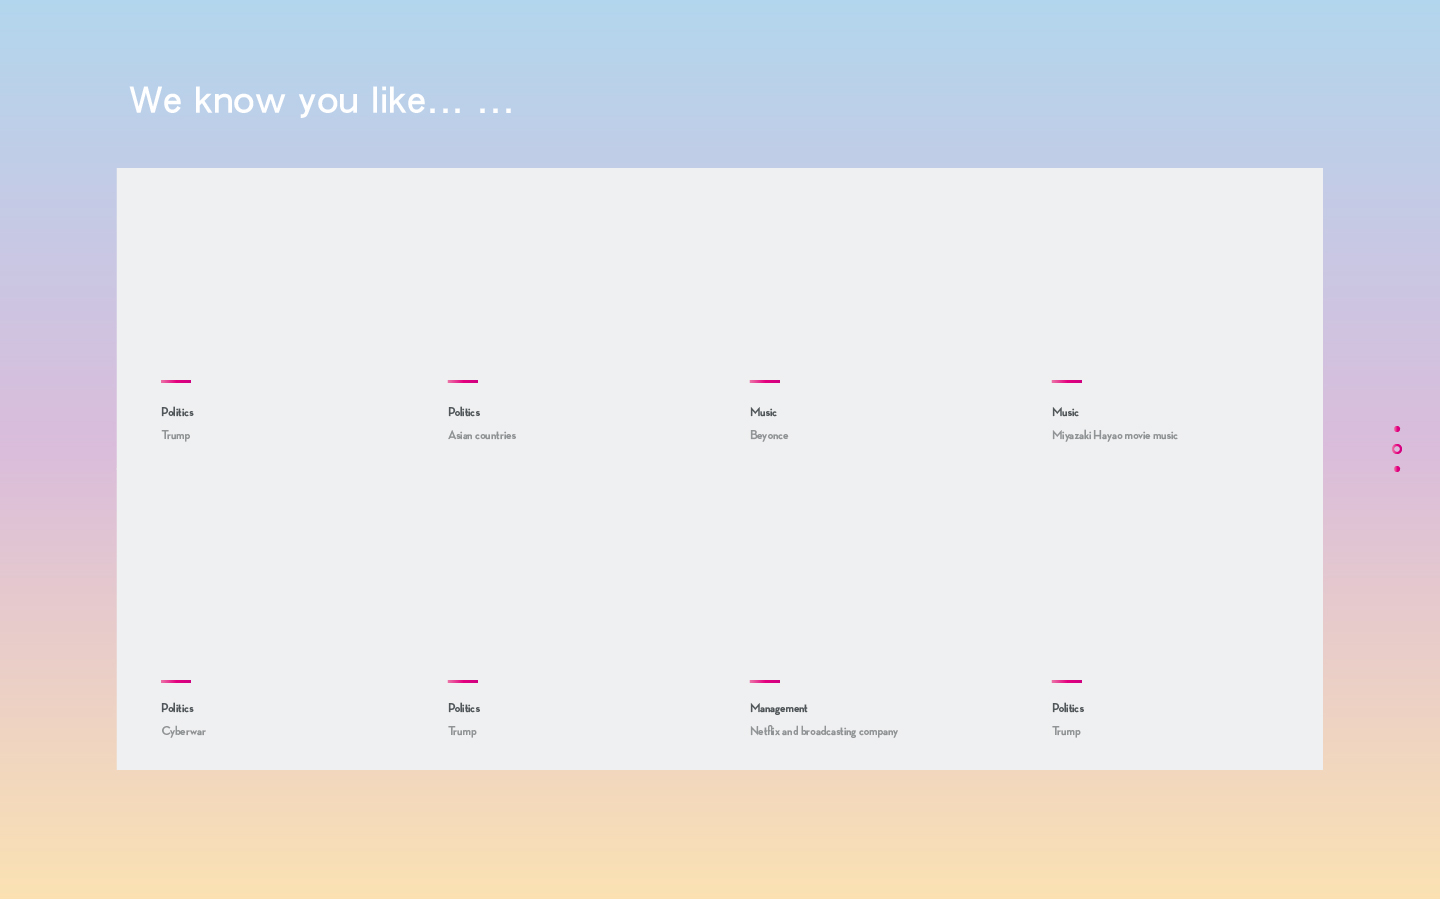 We know you like... ...
Politics
Trump
Politics
Asian countries
Music
Beyonce
Music
Miyazaki Hayao movie music
Politics
Cyberwar
Politics
Trump
Management
Netflix and broadcasting company
Politics
Trump